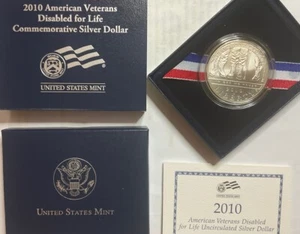 2010 American Veterans
Disabled for Life
Commemorative Silver Dollar
UNITED STATES MINT
UNITED STATES MINT
2010
American Veterans Disabled
for Life Uncirculated Silver Dollar